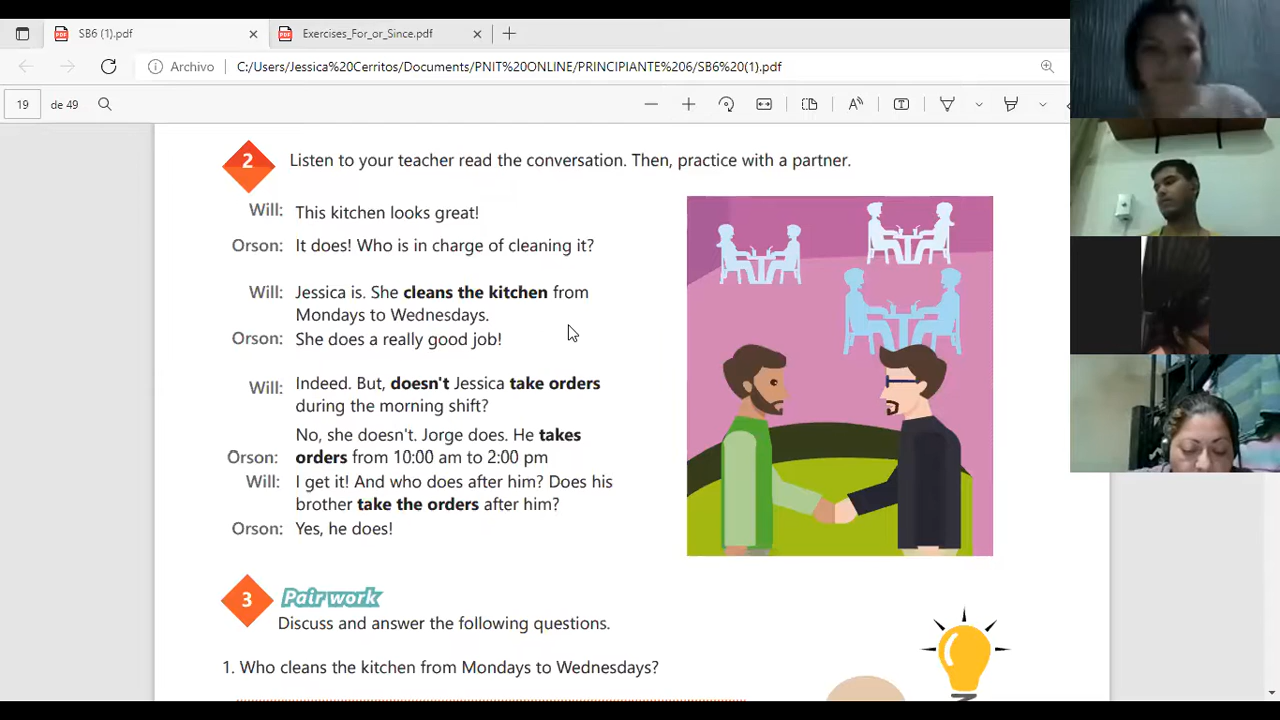 SB6 (1).pdf
Exercises_For_or_Since.pdf
Archivo
C:/Users/Jessica%20Cerritos/Documents/PNIT%20ONLINE/PRINCIPIANTE%206/SB6%20(1).pdf
19
de 49
2
Listen to your teacher read the conversation. Then, practice with a partner.
Will: This kitchen looks great!
Orson: It does! Who is in charge of cleaning it?
Will: Jessica is. She cleans the kitchen from
Mondays to Wednesdays.
Orson: She does a really good job!
Will: Indeed. But, doesn't Jessica take orders
during the morning shift?
No, she doesn't. Jorge does. He takes
Orson: orders from 10:00 am to 2:00 pm
Will: I get it! And who does after him? Does his
brother take the orders after him?
Orson: Yes, he does!
3
Pair work
Discuss and answer the following questions.
1. Who cleans the kitchen from Mondays to Wednesdays?